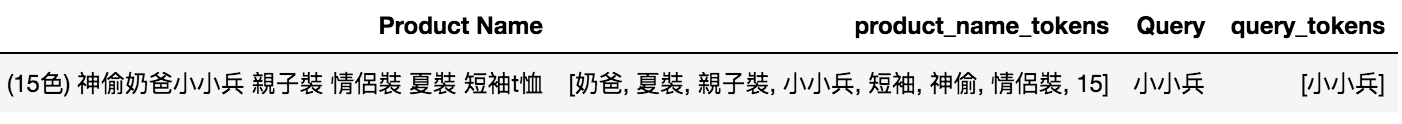 Product Name product_name_tokens Query query_tokens
(15色) 神偷奶爸小小兵 親子裝 情侶裝 夏裝 短袖t恤 [奶爸, 夏裝, 親子裝, 小小兵, 短袖, 神偷, 情侶裝, 15] 小小兵 [小小兵]